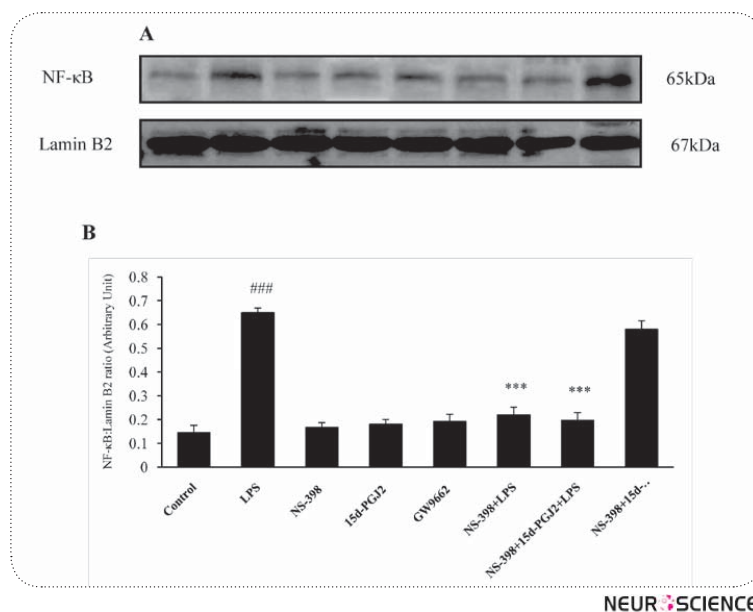 A
NF-κB 65kDa
Lamin B2 67kDa
B
NF-κB:Lamin B2 ratio (Arbitrary Unit)
0.8
0.7
0.6
0.5
0.4
0.3
0.2
0.1
0
###
***
***
Control
LPS
NS-398
15d-PGJ2
GW9662
NS-398+LPS
NS-398+15d-PGJ2+LPS
NS-398+15d-...
NEUROSCIENCE